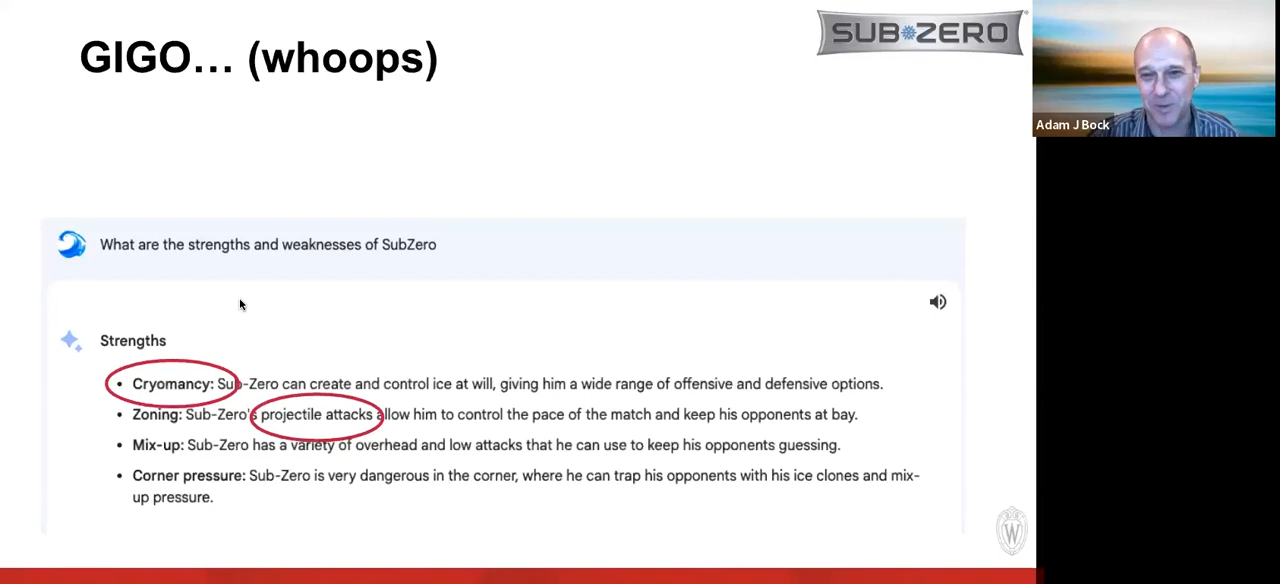 GIGO… (whoops)
SUB ZERO
Adam J Bock
What are the strengths and weaknesses of SubZero
Strengths
• Cryomancy: Sub-Zero can create and control ice at will, giving him a wide range of offensive and defensive options.
• Zoning: Sub-Zero's projectile attacks allow him to control the pace of the match and keep his opponents at bay.
• Mix-up: Sub-Zero has a variety of overhead and low attacks that he can use to keep his opponents guessing.
• Corner pressure: Sub-Zero is very dangerous in the corner, where he can trap his opponents with his ice clones and mix-
up pressure.
W